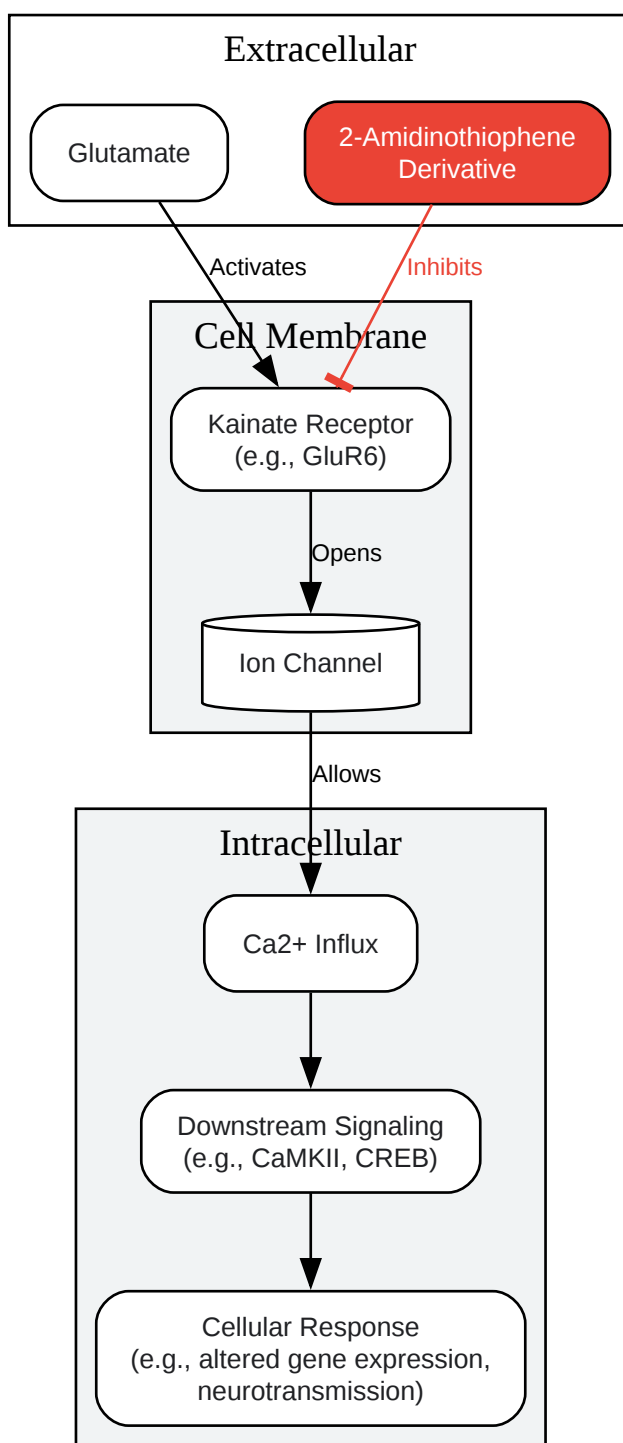 Extracellular
Glutamate
2-Amidinothiophene
Derivative
Activates
Inhibits
Cell Membrane
Kainate Receptor
(e.g., GluR6)
Opens
Ion Channel
Allows
Intracellular
Ca2+ Influx
Downstream Signaling
(e.g., CaMKII, CREB)
Cellular Response
(e.g., altered gene expression,
neurotransmission)